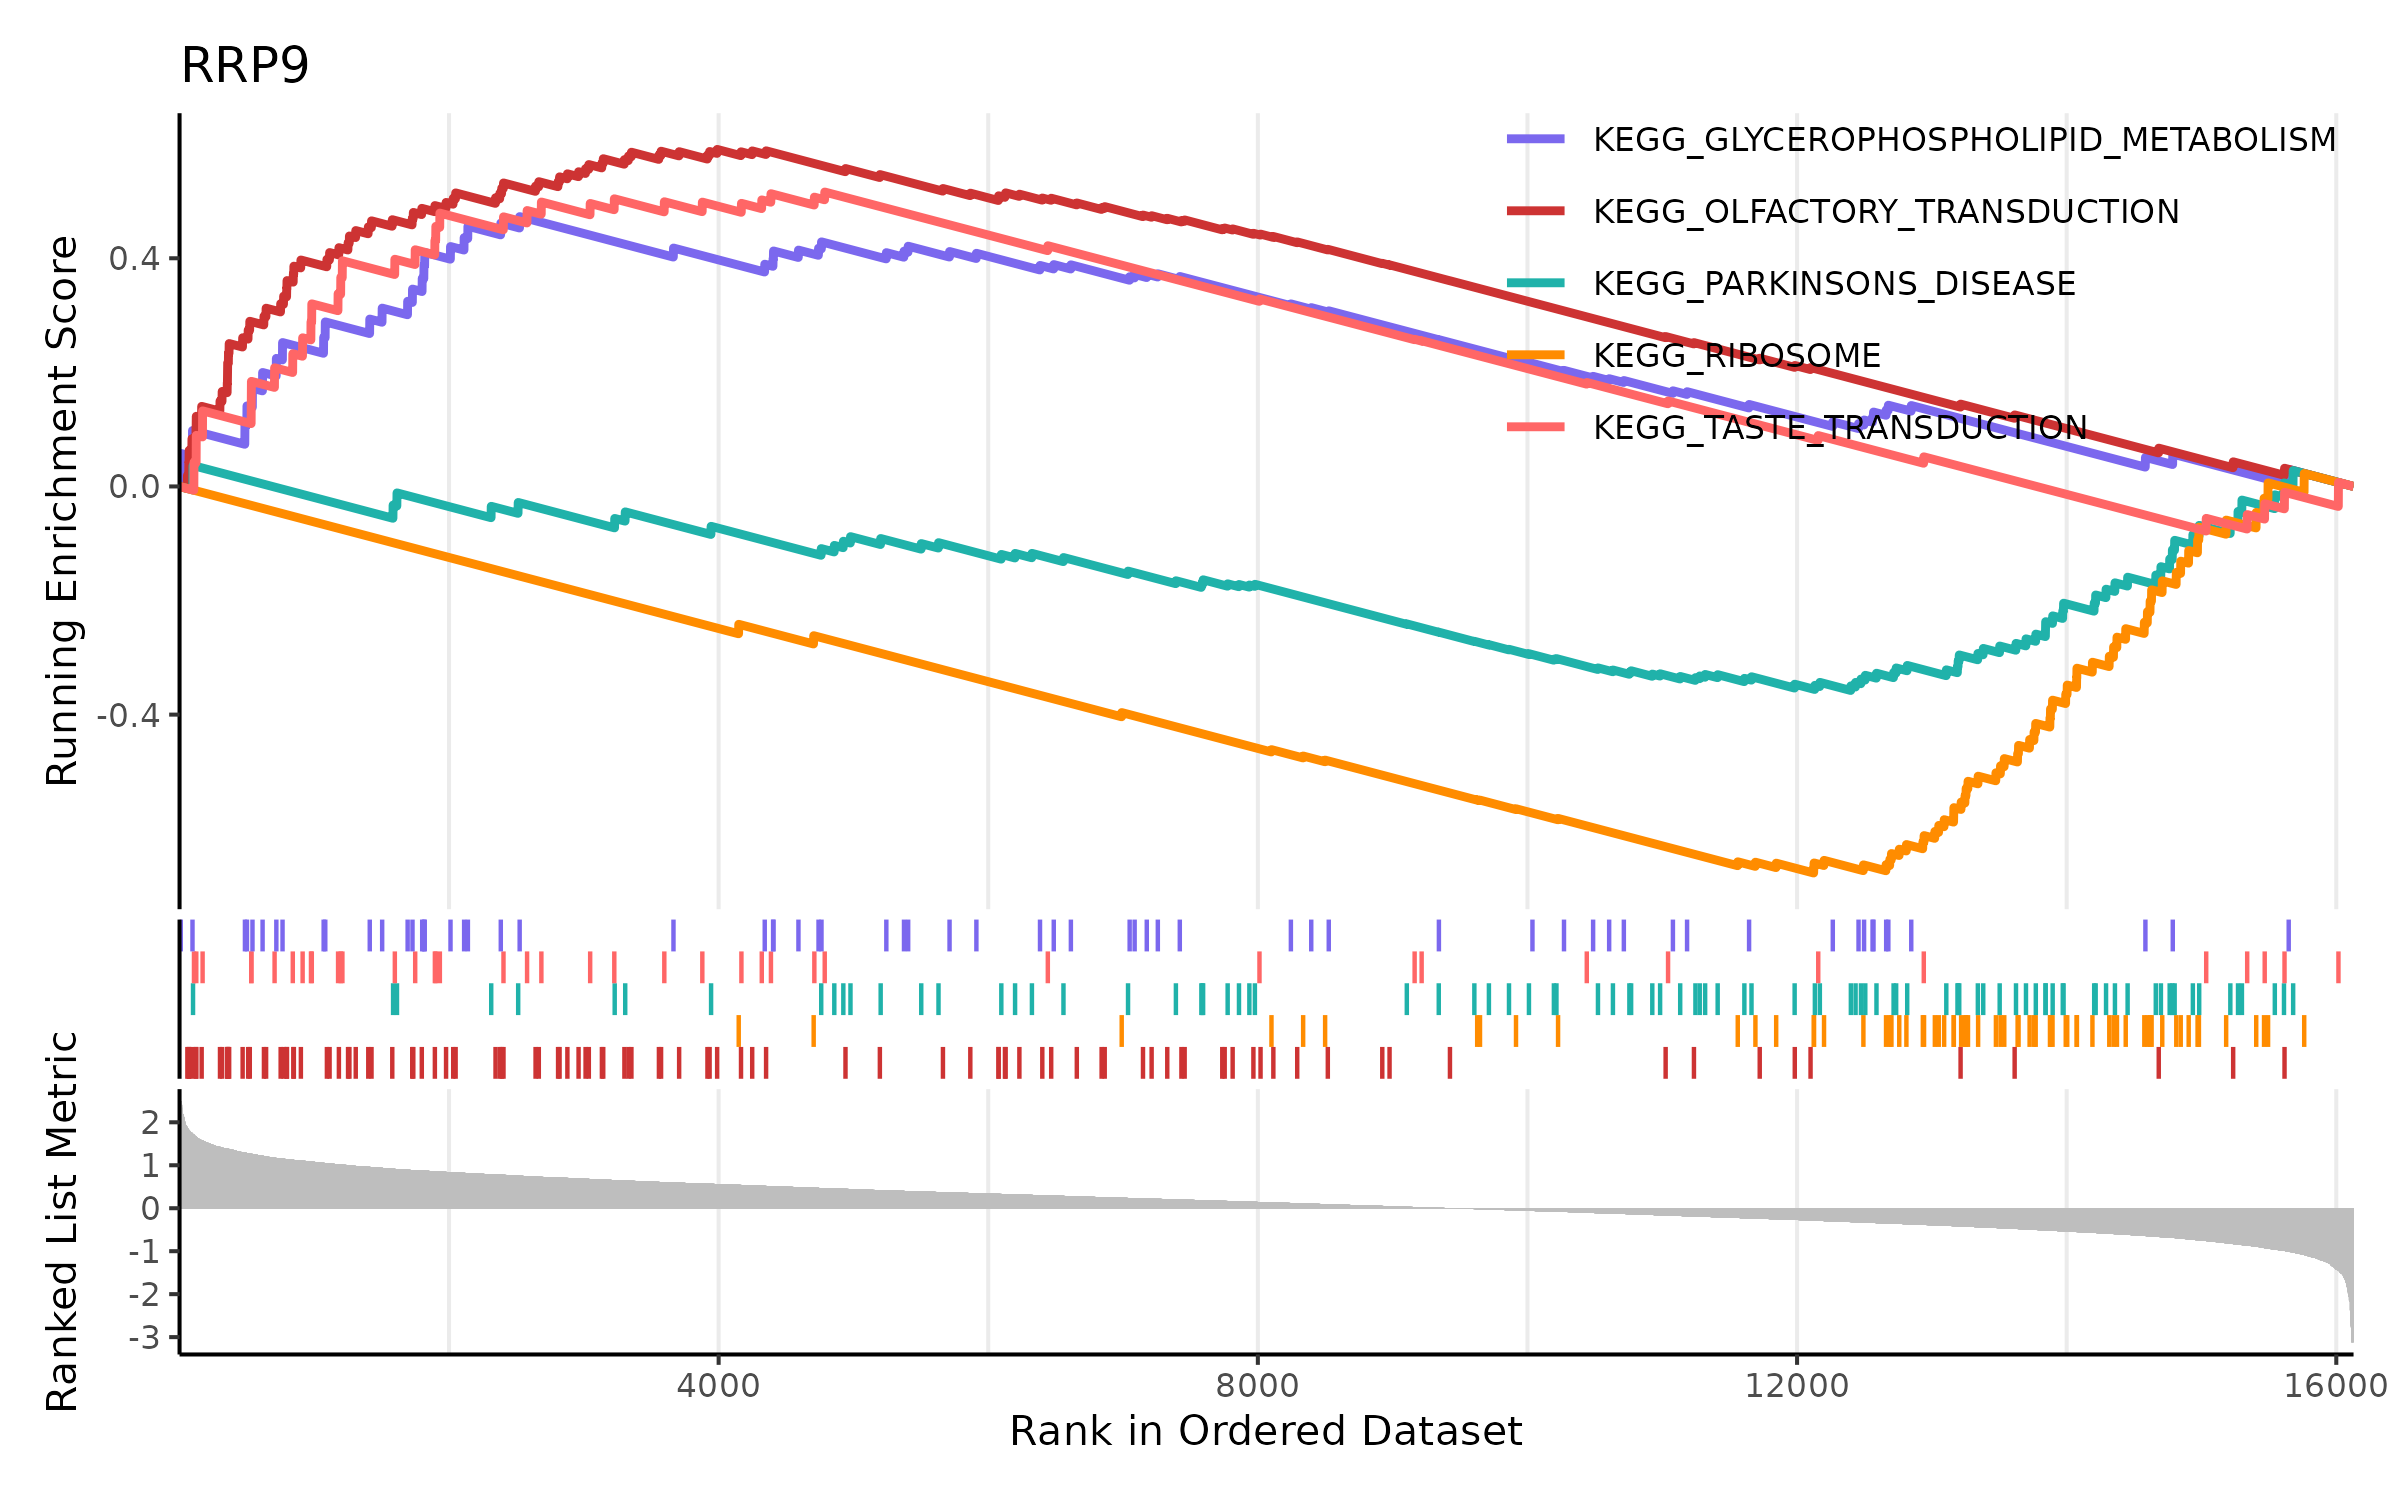 RRP9
KEGG_GLYCEROPHOSPHOLIPID_METABOLISM
KEGG_OLFACTORY_TRANSDUCTION
KEGG_PARKINSONS_DISEASE
KEGG_RIBOSOME
KEGG_TASTE_TRANSDUCTION
Running Enrichment Score
0.4
0.0
-0.4
Ranked List Metric
2
1
0
-1
-2
-3
4000
8000
12000
16000
Rank in Ordered Dataset